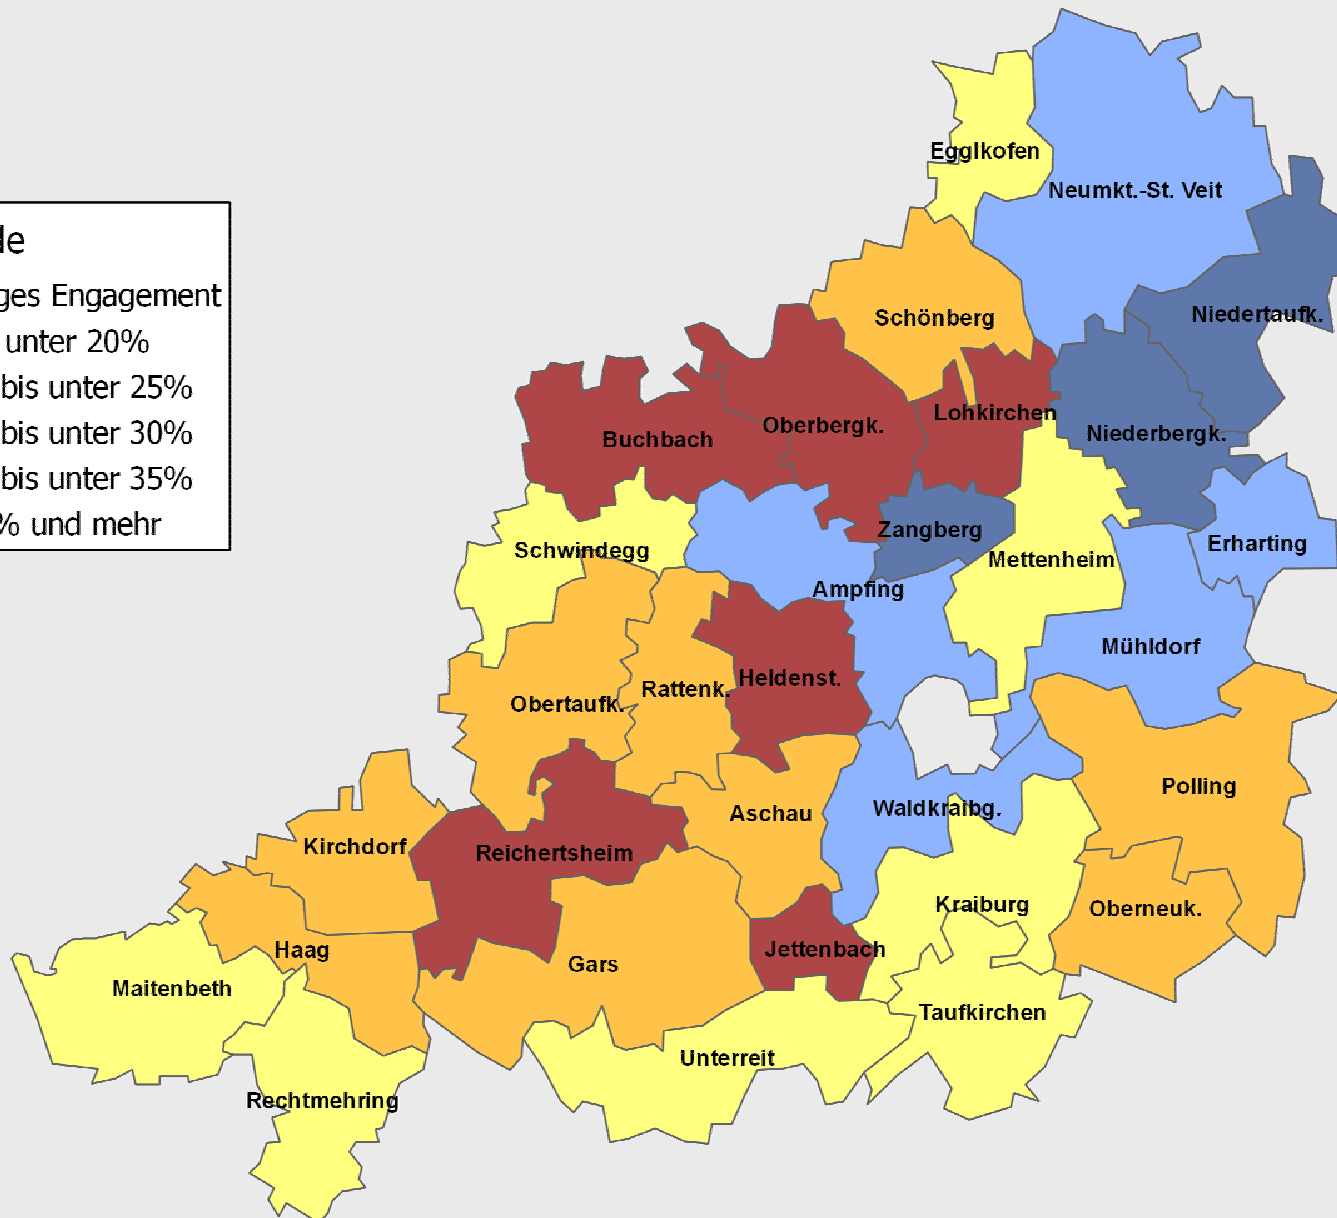 unter 20%
bis unter 25%
bis unter 30%
bis unter 35%
und mehr
Engagement
Egglkofen
Neumkt.-St. Veit
Niedertaufk.
Schönberg
Lohkirchen
Oberbergk.
Niederbergk.
Buchbach
Zangberg
Erharting
Schwindegg
Mettenheim
Ampfing
Mühldorf
Heldenst.
Rattenk.
Obertaufk.
Polling
Waldkraibg.
Aschau
Kirchdorf
Reichertsheim
Kraiburg
Oberneuk.
Haag
Jettenbach
Gars
Maitenbeth
Taufkirchen
Unterreit
Rechtmehring